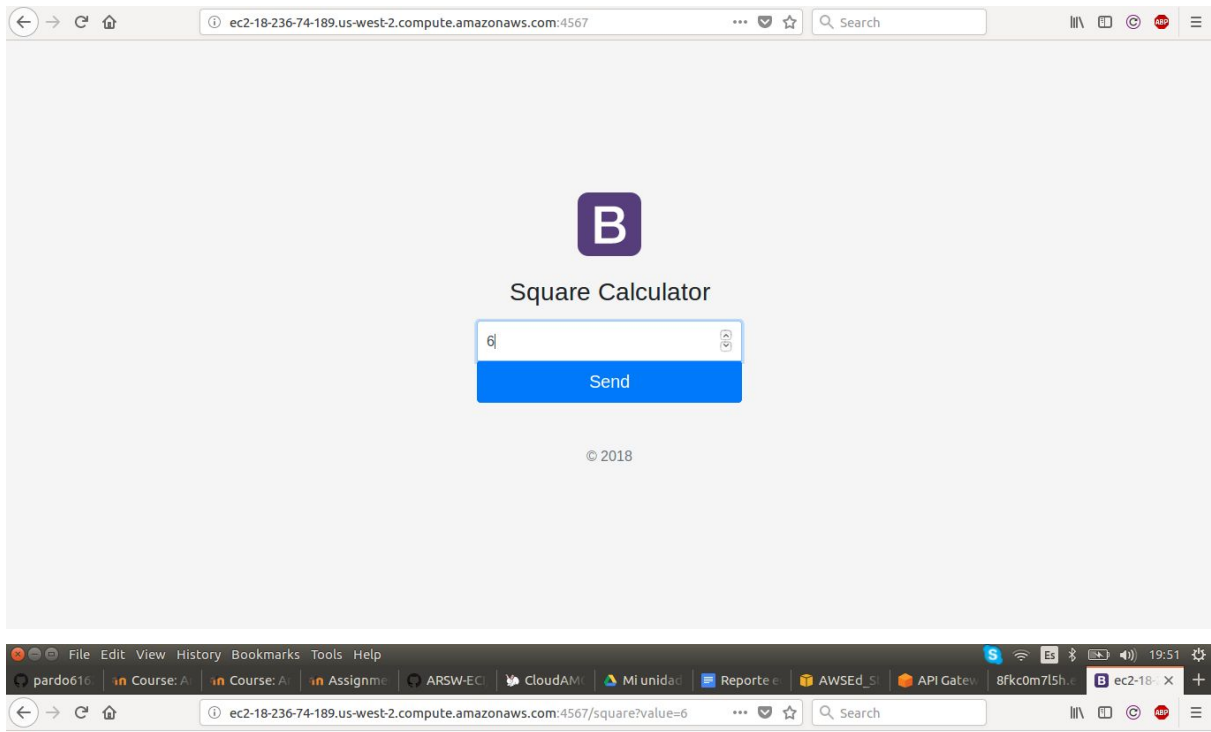 ec2-18-236-74-189.us-west-2.compute.amazonaws.com:4567 Search
B
Square Calculator
6
Send
© 2018
File Edit View History Bookmarks Tools Help S Es 19:51
pardo616 Course: A Course: A Assignme ARSW-ECI CloudAM Mi unidad Reporte e AWSEd_S API Gatew 8fkc0m7l5h.e B ec2-18-
ec2-18-236-74-189.us-west-2.compute.amazonaws.com:4567/square?value=6 Search